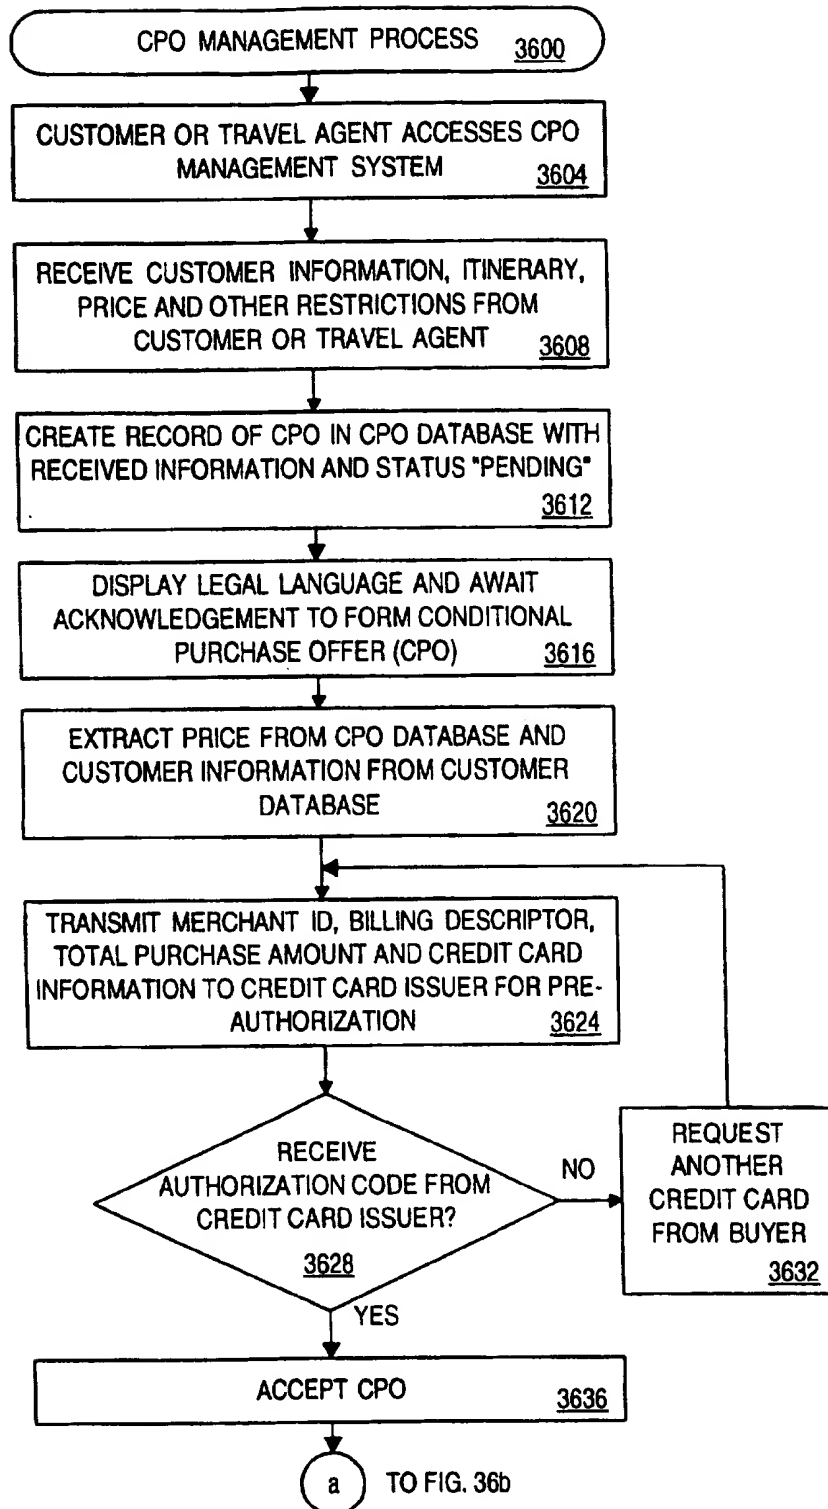 CPO MANAGEMENT PROCESS 3600
CUSTOMER OR TRAVEL AGENT ACCESSES CPO
MANAGEMENT SYSTEM 3604
RECEIVE CUSTOMER INFORMATION, ITINERARY,
PRICE AND OTHER RESTRICTIONS FROM
CUSTOMER OR TRAVEL AGENT 3608
CREATE RECORD OF CPO IN CPO DATABASE WITH
RECEIVED INFORMATION AND STATUS "PENDING"
3612
DISPLAY LEGAL LANGUAGE AND AWAIT
ACKNOWLEDGEMENT TO FORM CONDITIONAL
PURCHASE OFFER (CPO) 3616
EXTRACT PRICE FROM CPO DATABASE AND
CUSTOMER INFORMATION FROM CUSTOMER
DATABASE 3620
TRANSMIT MERCHANT ID, BILLING DESCRIPTOR,
TOTAL PURCHASE AMOUNT AND CREDIT CARD
INFORMATION TO CREDIT CARD ISSUER FOR PRE-
AUTHORIZATION 3624
RECEIVE
AUTHORIZATION CODE FROM
CREDIT CARD ISSUER?
3628
NO
REQUEST
ANOTHER
CREDIT CARD
FROM BUYER
3632
YES
ACCEPT CPO 3636
a TO FIG. 36b